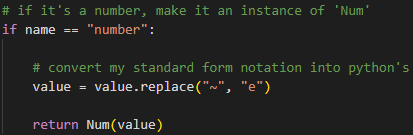 # if it's a number, make it an instance of 'Num'
if name == "number":
# convert my standard form notation into python's
value = value.replace("~", "e")
return Num(value)